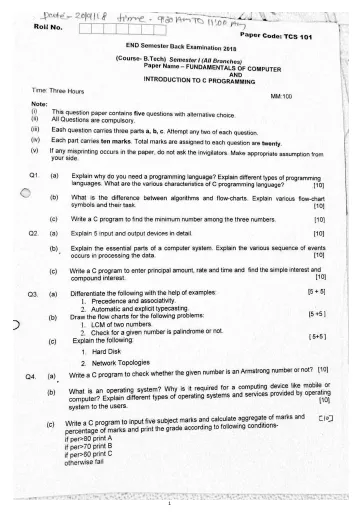 Date - 20/9/18 Time - 9:30 AM TO 11:00 AM
Roll No.
Paper Code: TCS 101
END Semester Back Examination 2018
(Course- B.Tech) Semester I (All Branches)
Paper Name – FUNDAMENTALS OF COMPUTER
AND
INTRODUCTION TO C PROGRAMMING
Time: Three Hours
MM:100
Note:
(i) This question paper contains five questions with alternative choice.
(ii) All Questions are compulsory.
(iii) Each question carries three parts a, b, c. Attempt any two of each question.
(iv) Each part carries ten marks. Total marks are assigned to each question are twenty.
(v) If any misprinting occurs in the paper, do not ask the invigilators. Make appropriate assumption from
your side.
Q1. (a) Explain why do you need a programming language? Explain different types of programming
languages. What are the various characteristics of C programming language? [10]
(b) What is the difference between algorithms and flow-charts. Explain various flow-chart
symbols and their task. [10]
(c) Write a C program to find the minimum number among the three numbers. [10]
Q2. (a) Explain 5 input and output devices in detail. [10]
(b) Explain the essential parts of a computer system. Explain the various sequence of events
occurs in processing the data. [10]
(c) Write a C program to enter principal amount, rate and time and find the simple interest and
compound interest. [10]
Q3. (a) Differentiate the following with the help of examples: [5 + 5]
1. Precedence and associativity.
2. Automatic and explicit typecasting.
(b) Draw the flow charts for the following problems: [5 +5 ]
1. LCM of two numbers.
2. Check for a given number is palindrome or not.
(c) Explain the following: [ 5+5 ]
1. Hard Disk
2. Network Topologies
Q4. (a) Write a C program to check whether the given number is an Armstrong number or not? [10]
(b) What is an operating system? Why is it required for a computing device like mobile or
computer? Explain different types of operating systems and services provided by operating
system to the users. [10]
(c) Write a C program to input five subject marks and calculate aggregate of marks and [10]
percentage of marks and print the grade according to following conditions-
if per>80 print A
if per>70 print B
if per>60 print C
otherwise fail
1